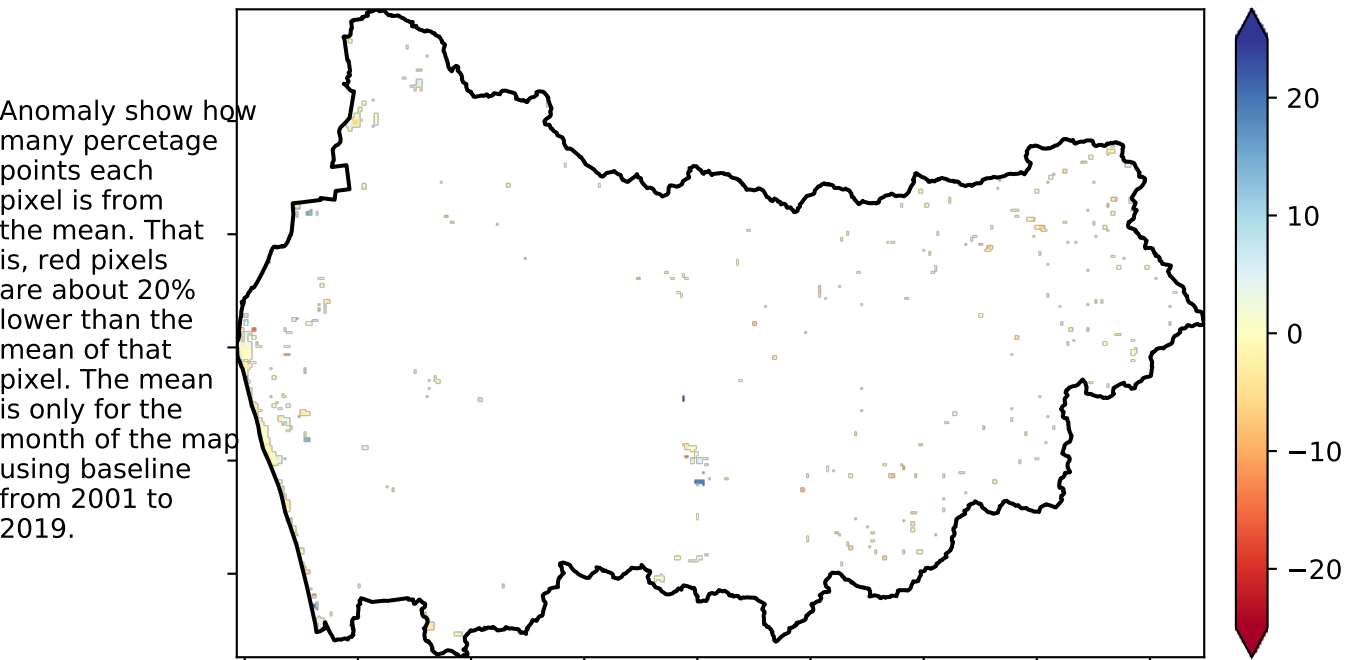 Anomaly show how
many percetage
points each
pixel is from
the mean. That
is, red pixels
are about 20%
lower than the
mean of that
pixel. The mean
is only for the
month of the map
using baseline
from 2001 to
2019.
20
10
0
−10
−20